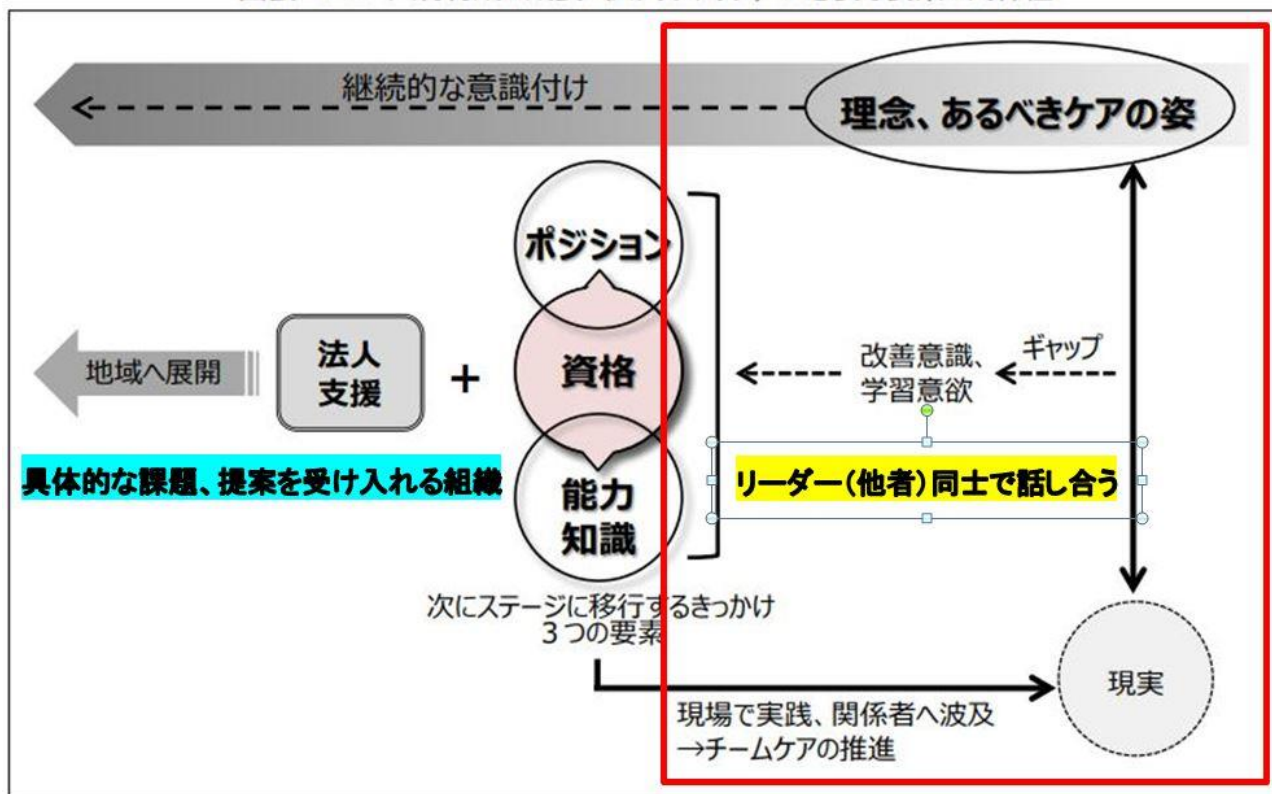 継続的な意識付け
理念、あるべきケアの姿
ポジション
地域へ展開
法人
支援
+
資格
改善意識、
学習意欲
ギャップ
具体的な課題、提案を受け入れる組織
能力
知識
リーダー（他者）同士で話し合う
次にステージに移行するきっかけ
３つの要素
現実
現場で実践、関係者へ波及
→チームケアの推進